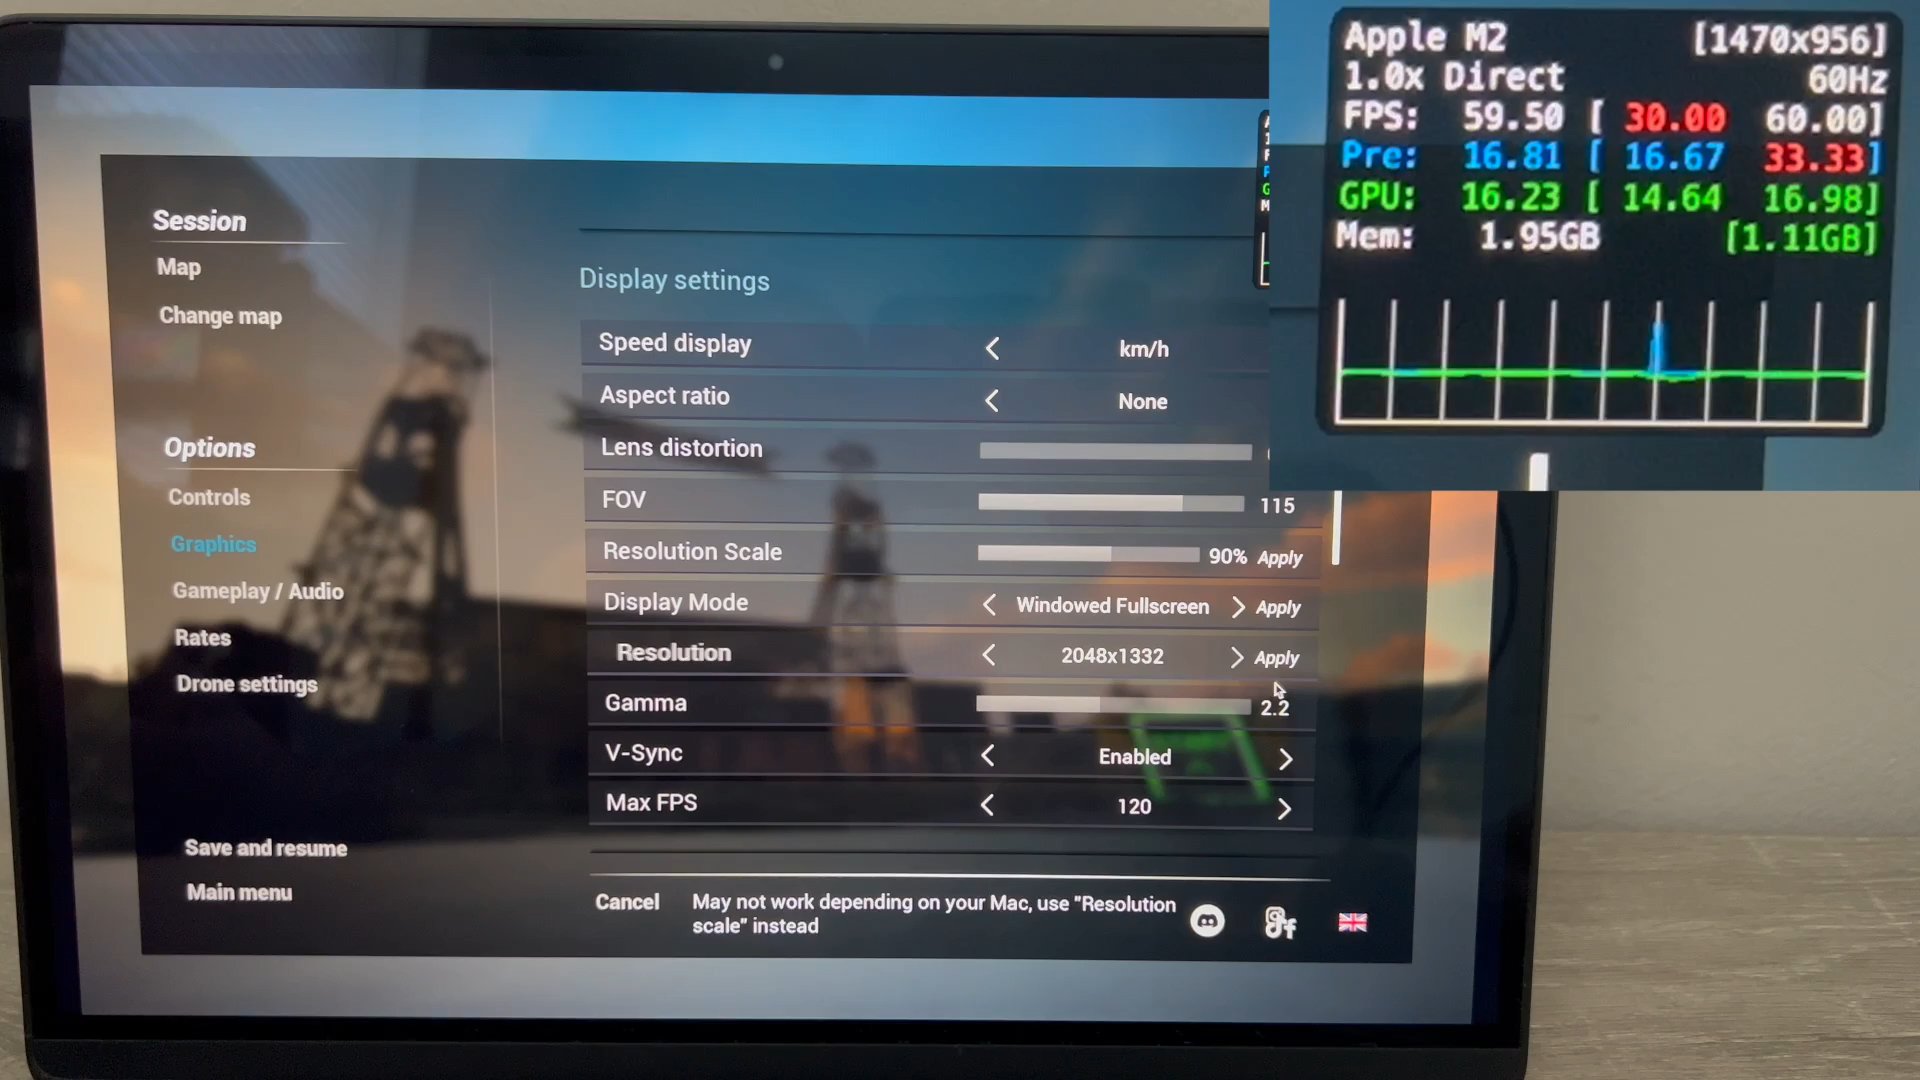 Apple M2 [1470x956]
1.0x Direct 60Hz
FPS: 59.50 [ 30.00 60.00]
Pre: 16.81 [ 16.67 33.33]
GPU: 16.23 [ 14.64 16.98]
Mem: 1.95GB [1.11GB]
Session
Map
Change map
Options
Controls
Graphics
Gameplay / Audio
Rates
Drone settings
Save and resume
Main menu
Display settings
Speed display km/h
Aspect ratio None
Lens distortion
FOV 115
Resolution Scale 90% Apply
Display Mode Windowed Fullscreen Apply
Resolution 2048x1332 Apply
Gamma 2.2
V-Sync Enabled
Max FPS 120
Cancel May not work depending on your Mac, use "Resolution
scale" instead